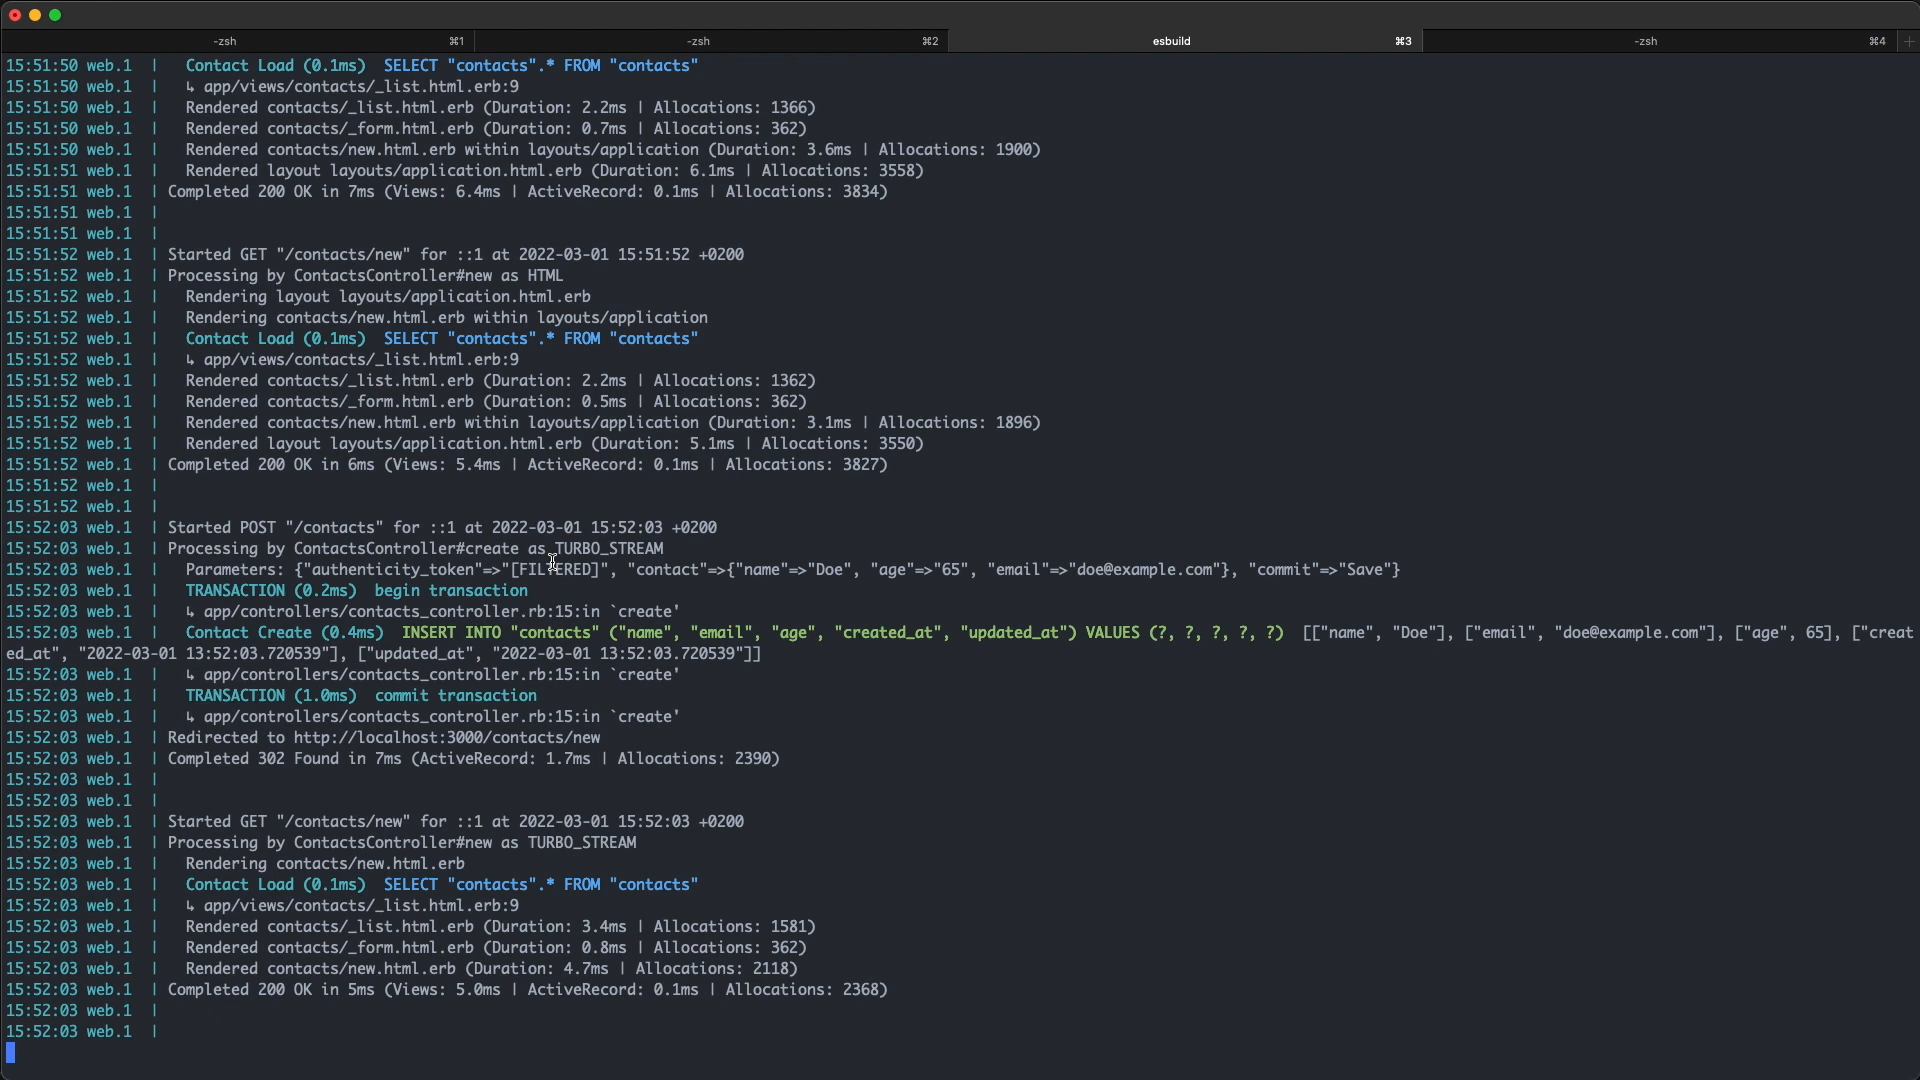 -zsh ⌘1 -zsh ⌘2 esbuild ⌘3 -zsh ⌘4 +
15:51:50 web.1  |   Contact Load (0.1ms)  SELECT "contacts".* FROM "contacts"
15:51:50 web.1  |   ↳ app/views/contacts/_list.html.erb:9
15:51:50 web.1  |   Rendered contacts/_list.html.erb (Duration: 2.2ms | Allocations: 1366)
15:51:50 web.1  |   Rendered contacts/_form.html.erb (Duration: 0.7ms | Allocations: 362)
15:51:50 web.1  |   Rendered contacts/new.html.erb within layouts/application (Duration: 3.6ms | Allocations: 1900)
15:51:51 web.1  |   Rendered layout layouts/application.html.erb (Duration: 6.1ms | Allocations: 3558)
15:51:51 web.1  | Completed 200 OK in 7ms (Views: 6.4ms | ActiveRecord: 0.1ms | Allocations: 3834)
15:51:51 web.1  |
15:51:51 web.1  |
15:51:52 web.1  | Started GET "/contacts/new" for ::1 at 2022-03-01 15:51:52 +0200
15:51:52 web.1  | Processing by ContactsController#new as HTML
15:51:52 web.1  |   Rendering layout layouts/application.html.erb
15:51:52 web.1  |   Rendering contacts/new.html.erb within layouts/application
15:51:52 web.1  |   Contact Load (0.1ms)  SELECT "contacts".* FROM "contacts"
15:51:52 web.1  |   ↳ app/views/contacts/_list.html.erb:9
15:51:52 web.1  |   Rendered contacts/_list.html.erb (Duration: 2.2ms | Allocations: 1362)
15:51:52 web.1  |   Rendered contacts/_form.html.erb (Duration: 0.5ms | Allocations: 362)
15:51:52 web.1  |   Rendered contacts/new.html.erb within layouts/application (Duration: 3.1ms | Allocations: 1896)
15:51:52 web.1  |   Rendered layout layouts/application.html.erb (Duration: 5.1ms | Allocations: 3550)
15:51:52 web.1  | Completed 200 OK in 6ms (Views: 5.4ms | ActiveRecord: 0.1ms | Allocations: 3827)
15:51:52 web.1  |
15:51:52 web.1  |
15:52:03 web.1  | Started POST "/contacts" for ::1 at 2022-03-01 15:52:03 +0200
15:52:03 web.1  | Processing by ContactsController#create as TURBO_STREAM
15:52:03 web.1  |   Parameters: {"authenticity_token"=>"[FILTERED]", "contact"=>{"name"=>"Doe", "age"=>"65", "email"=>"doe@example.com"}, "commit"=>"Save"}
15:52:03 web.1  |   TRANSACTION (0.2ms)  begin transaction
15:52:03 web.1  |   ↳ app/controllers/contacts_controller.rb:15:in `create'
15:52:03 web.1  |   Contact Create (0.4ms)  INSERT INTO "contacts" ("name", "email", "age", "created_at", "updated_at") VALUES (?, ?, ?, ?, ?)  [["name", "Doe"], ["email", "doe@example.com"], ["age", 65], ["creat
ed_at", "2022-03-01 13:52:03.720539"], ["updated_at", "2022-03-01 13:52:03.720539"]]
15:52:03 web.1  |   ↳ app/controllers/contacts_controller.rb:15:in `create'
15:52:03 web.1  |   TRANSACTION (1.0ms)  commit transaction
15:52:03 web.1  |   ↳ app/controllers/contacts_controller.rb:15:in `create'
15:52:03 web.1  | Redirected to http://localhost:3000/contacts/new
15:52:03 web.1  | Completed 302 Found in 7ms (ActiveRecord: 1.7ms | Allocations: 2390)
15:52:03 web.1  |
15:52:03 web.1  |
15:52:03 web.1  | Started GET "/contacts/new" for ::1 at 2022-03-01 15:52:03 +0200
15:52:03 web.1  | Processing by ContactsController#new as TURBO_STREAM
15:52:03 web.1  |   Rendering contacts/new.html.erb
15:52:03 web.1  |   Contact Load (0.1ms)  SELECT "contacts".* FROM "contacts"
15:52:03 web.1  |   ↳ app/views/contacts/_list.html.erb:9
15:52:03 web.1  |   Rendered contacts/_list.html.erb (Duration: 3.4ms | Allocations: 1581)
15:52:03 web.1  |   Rendered contacts/_form.html.erb (Duration: 0.8ms | Allocations: 362)
15:52:03 web.1  |   Rendered contacts/new.html.erb (Duration: 4.7ms | Allocations: 2118)
15:52:03 web.1  | Completed 200 OK in 5ms (Views: 5.0ms | ActiveRecord: 0.1ms | Allocations: 2368)
15:52:03 web.1  |
15:52:03 web.1  |